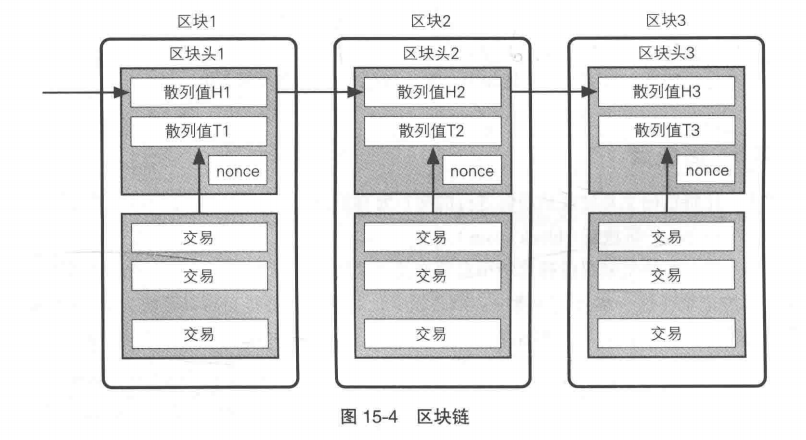 区块1 区块2 区块3
区块头1 区块头2 区块头3
散列值H1 散列值H2 散列值H3
散列值T1 散列值T2 散列值T3
nonce nonce nonce
交易 交易 交易
交易 交易 交易
交易 交易 交易
图 15-4 区块链